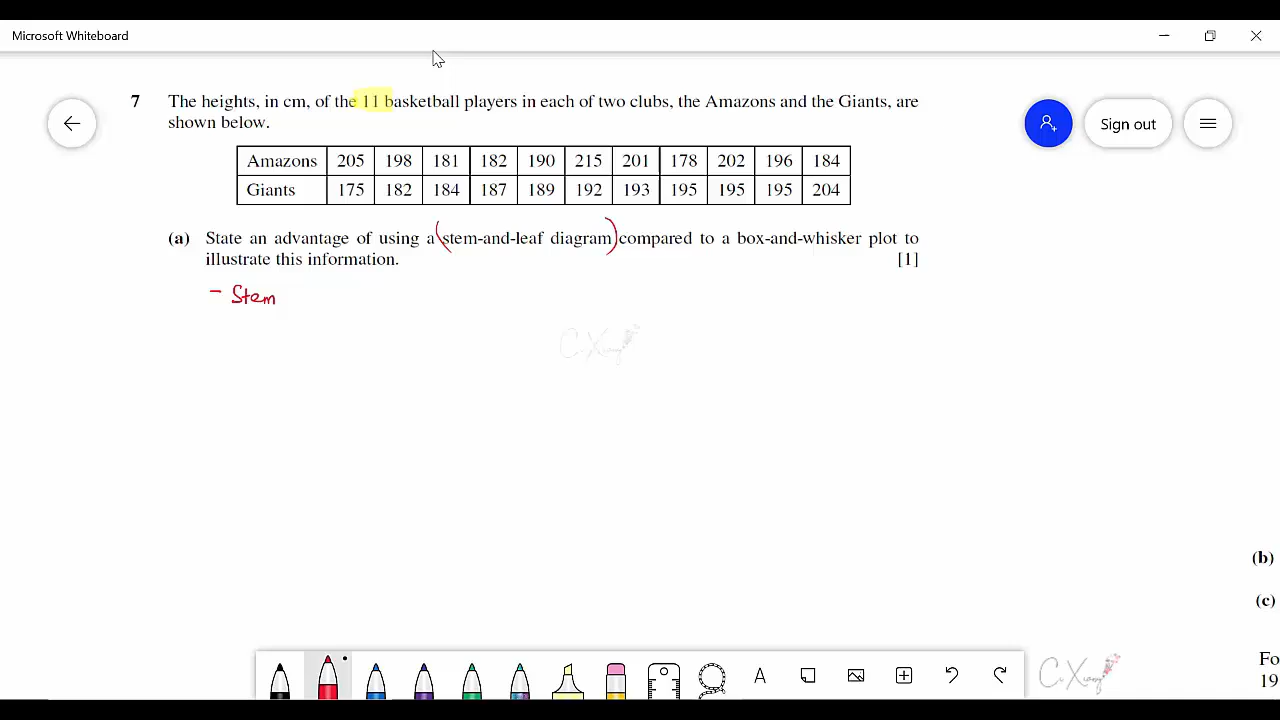 Microsoft Whiteboard
7 The heights, in cm, of the 11 basketball players in each of two clubs, the Amazons and the Giants, are
shown below.
Sign out
Amazons 205 198 181 182 190 215 201 178 202 196 184
Giants 175 182 184 187 189 192 193 195 195 195 204
(a) State an advantage of using a (stem-and-leaf diagram) compared to a box-and-whisker plot to
illustrate this information. [1]
- Stem
(b)
(c)
Fo
19
A